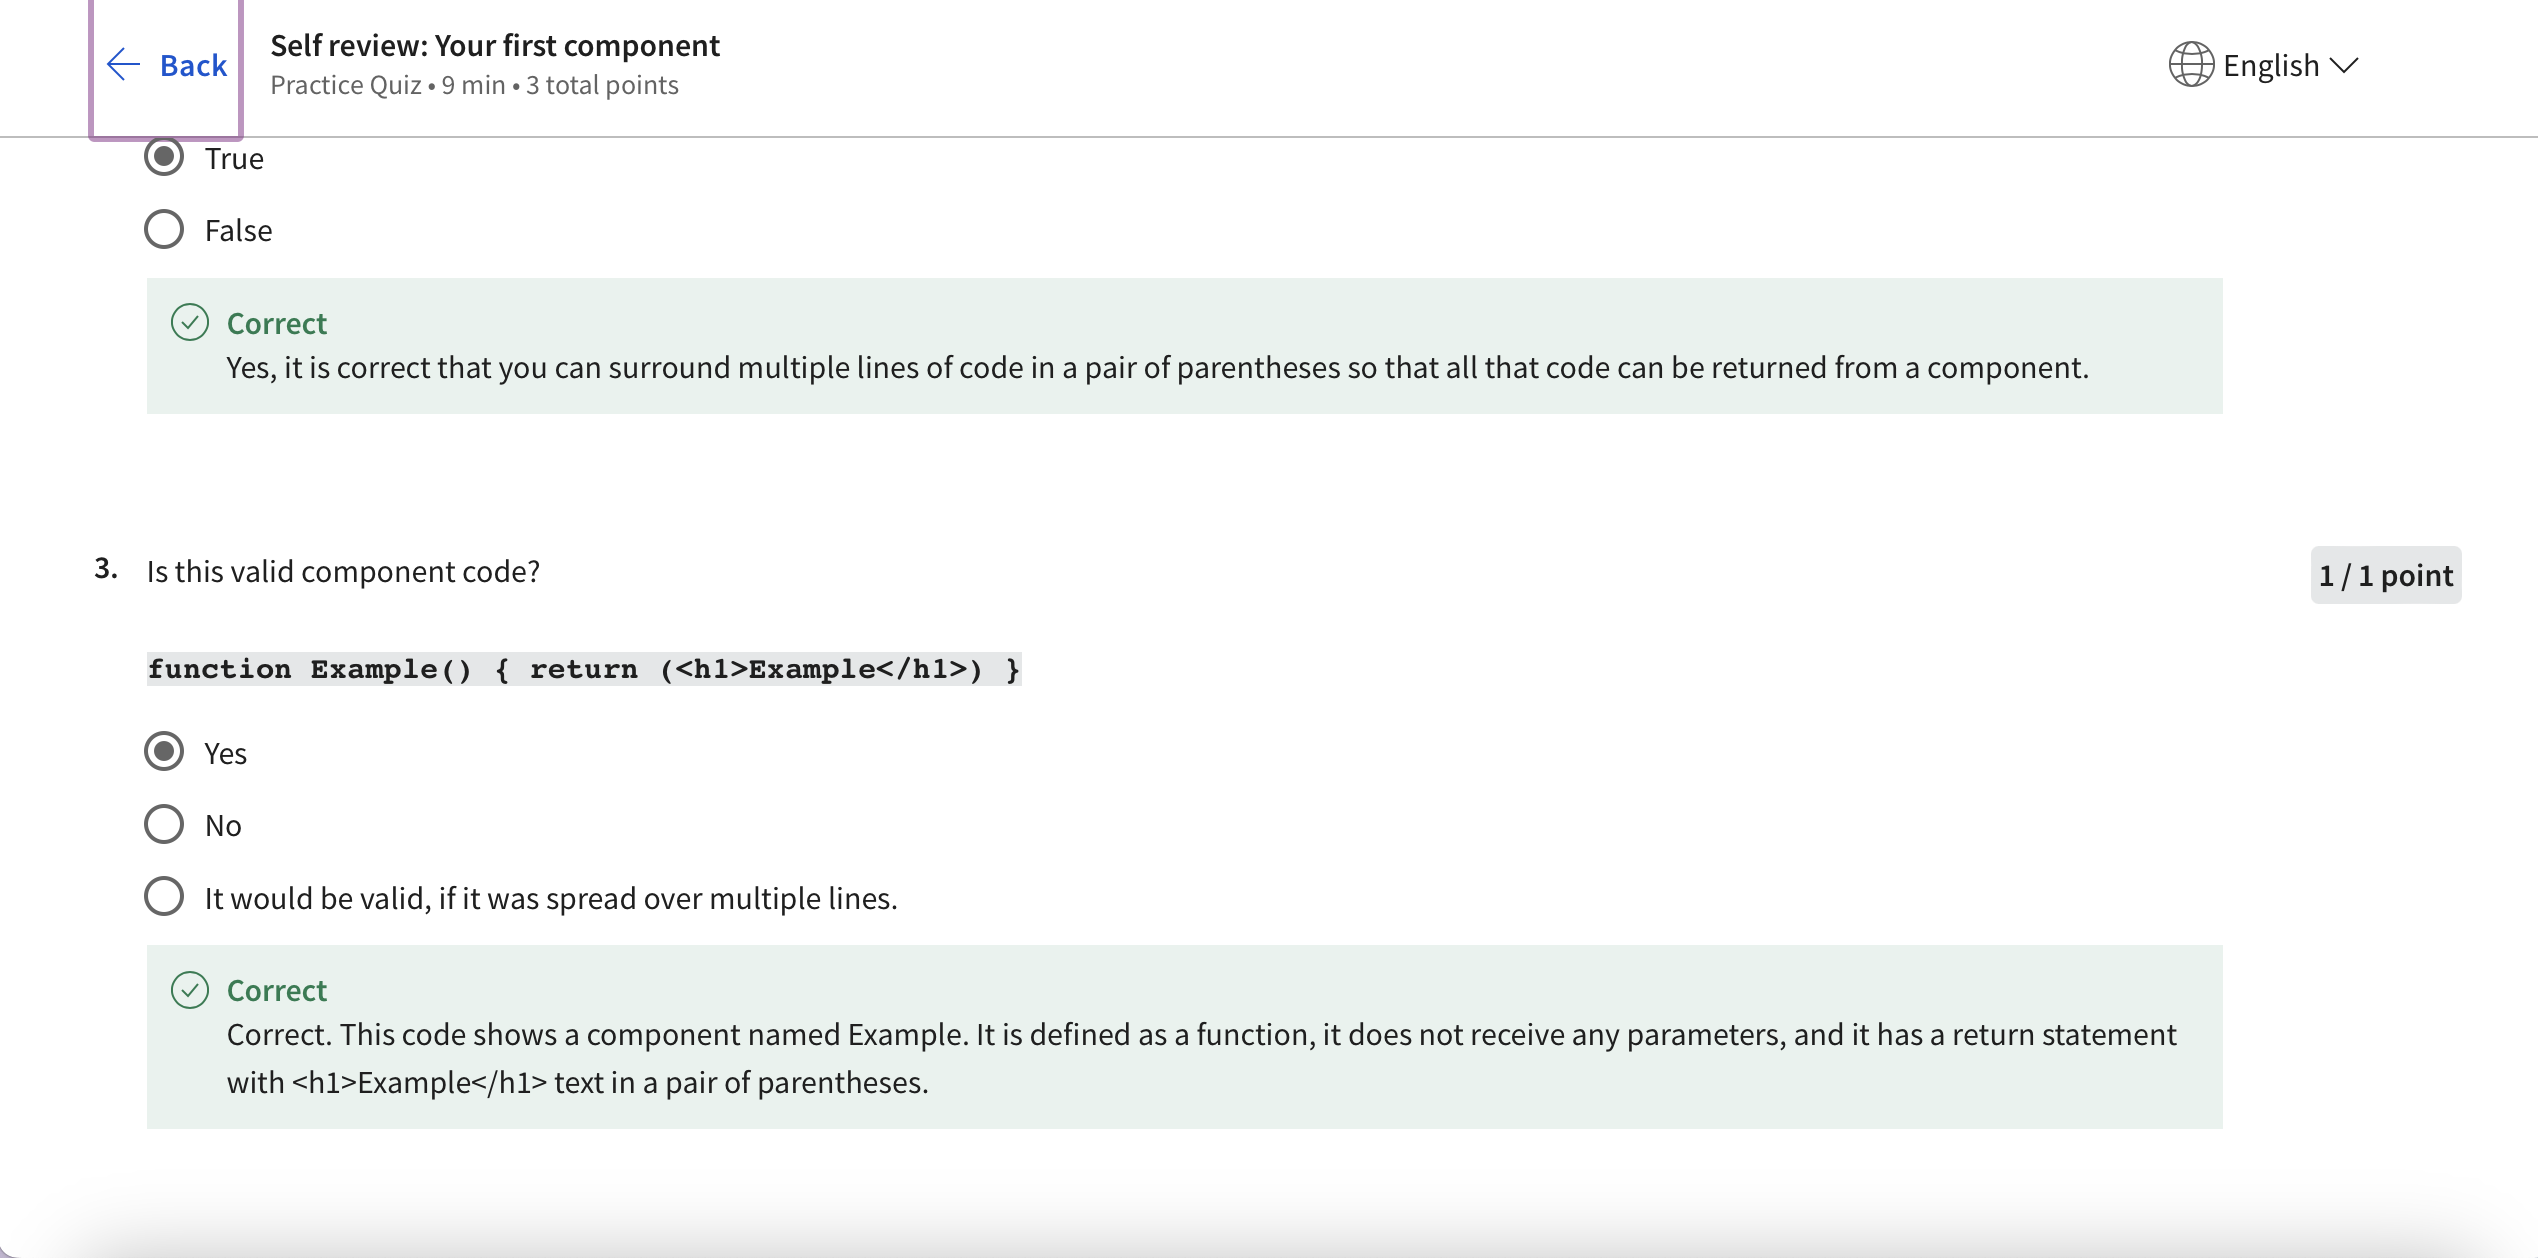 Back
Self review: Your first component
Practice Quiz • 9 min • 3 total points
English
True
False
Correct
Yes, it is correct that you can surround multiple lines of code in a pair of parentheses so that all that code can be returned from a component.
3. Is this valid component code?
1 / 1 point
function Example() { return (<h1>Example</h1>) }
Yes
No
It would be valid, if it was spread over multiple lines.
Correct
Correct. This code shows a component named Example. It is defined as a function, it does not receive any parameters, and it has a return statement
with <h1>Example</h1> text in a pair of parentheses.